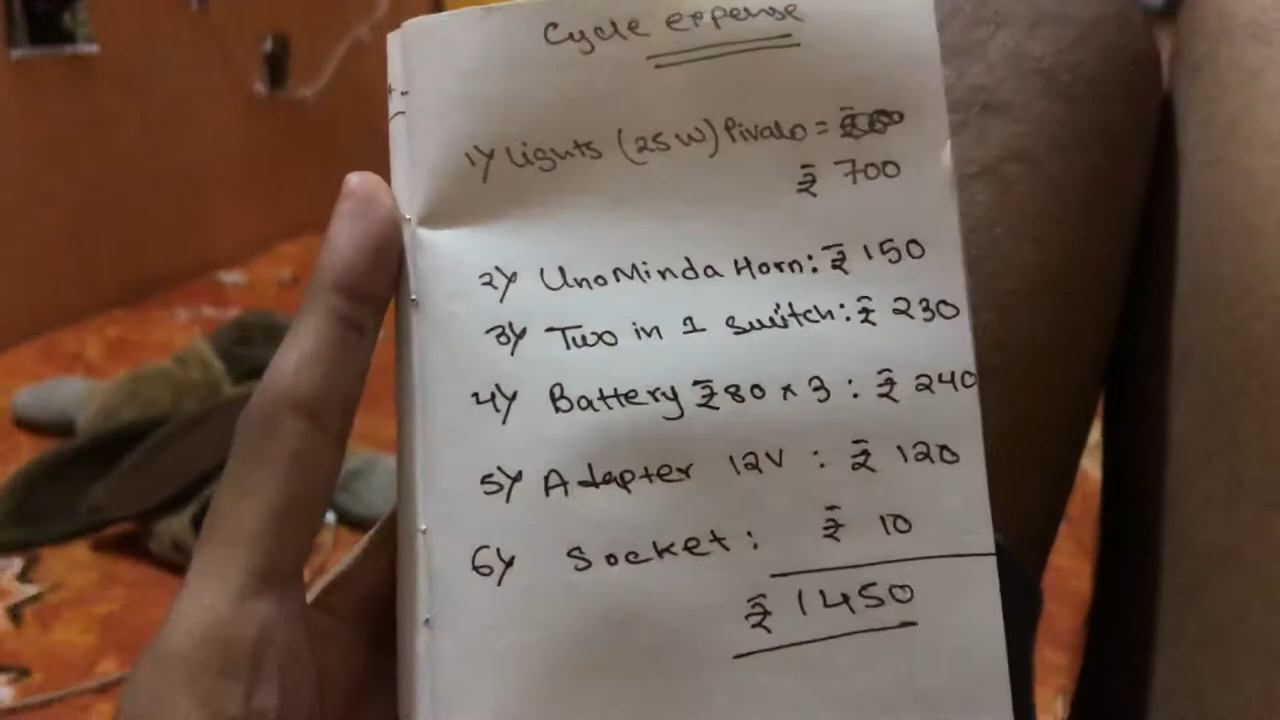 Cycle expense
1) Lights (25W) Pivalo =
₹ 700
2) UnoMinda Horn: ₹ 150
3) Two in 1 switch: ₹ 230
4) Battery ₹80 x 3 : ₹ 240
5) Adapter 12V : ₹ 120
6) Socket: ₹ 10
₹ 1450